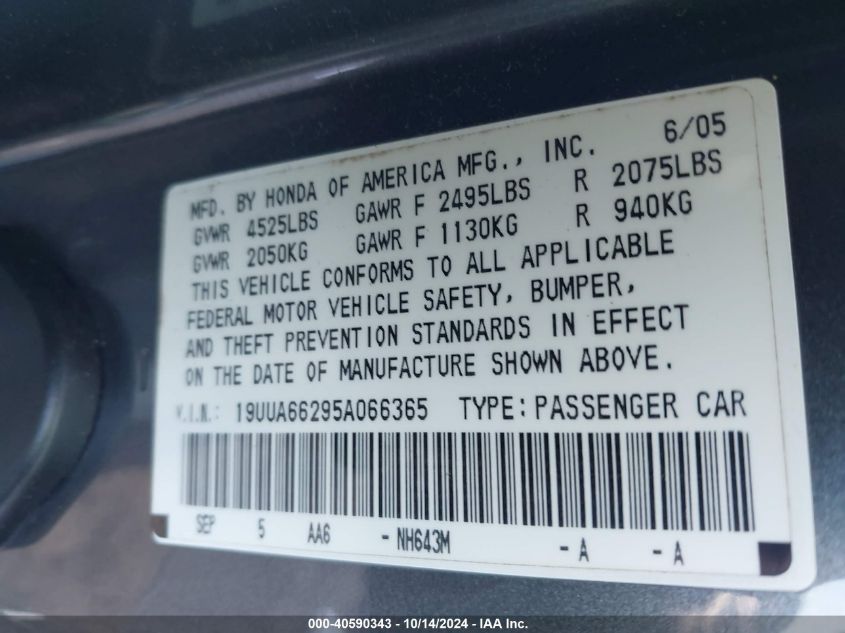 MFD. BY HONDA OF AMERICA MFG., INC. 6/05
GVWR 4525LBS GAWR F 2495LBS R 2075LBS
GVWR 2050KG GAWR F 1130KG R 940KG
THIS VEHICLE CONFORMS TO ALL APPLICABLE
FEDERAL MOTOR VEHICLE SAFETY, BUMPER,
AND THEFT PREVENTION STANDARDS IN EFFECT
ON THE DATE OF MANUFACTURE SHOWN ABOVE.
V.I.N.: 19UUA66295A066365 TYPE:PASSENGER CAR
SEP 5 AA6 - NH643M - A - A
000-40590343 - 10/14/2024 - IAA Inc.